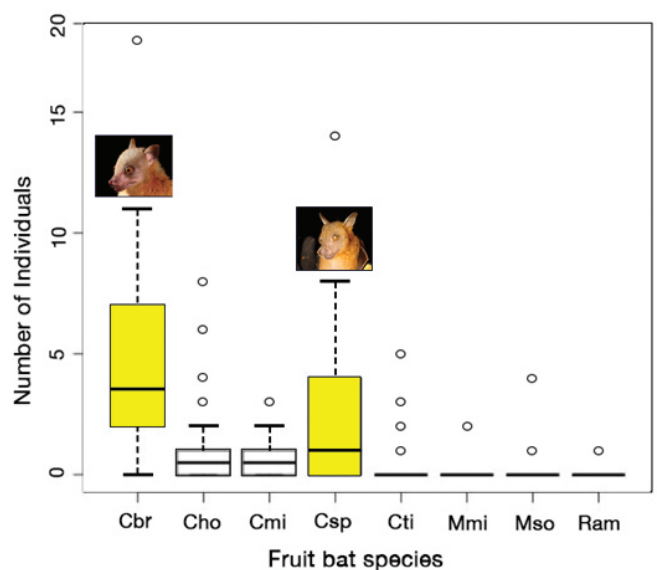 20
15
10
5
0
Number of Individuals
Cbr Cho Cmi Csp Cti Mmi Mso Ram
Fruit bat species